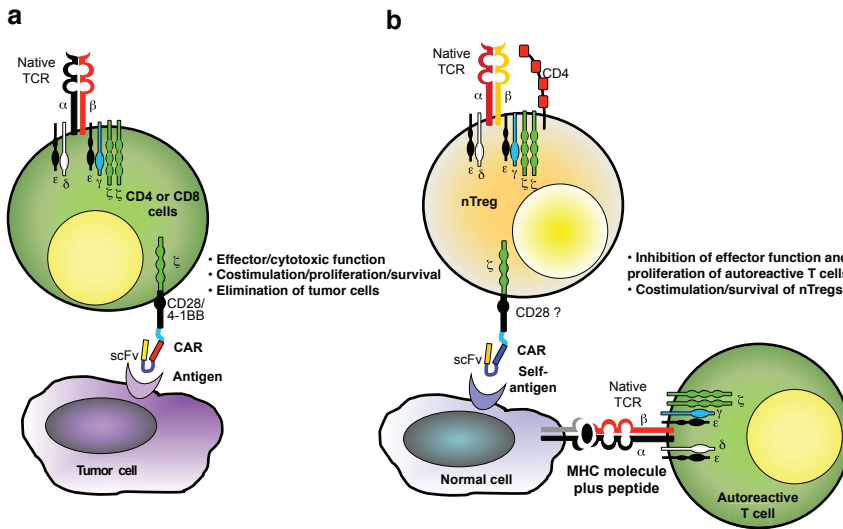 a
Native
TCR
α
β
ε
δ
ε
γ
ζ
ζ
CD4 or CD8
cells
ζ
• Effector/cytotoxic function
• Costimulation/proliferation/survival
• Elimination of tumor cells
CD28/
4-1BB
scFv
CAR
Antigen
Tumor cell
b
Native
TCR
CD4
α
β
ε
δ
ε
γ
ζ
ζ
nTreg
ζ
• Inhibition of effector function and
proliferation of autoreactive T cells
• Costimulation/survival of nTregs
CD28 ?
scFv
CAR
Self-
antigen
Normal cell
Native
TCR
β
α
MHC molecule
plus peptide
ζ
γ
ε
δ
ε
Autoreactive
T cell